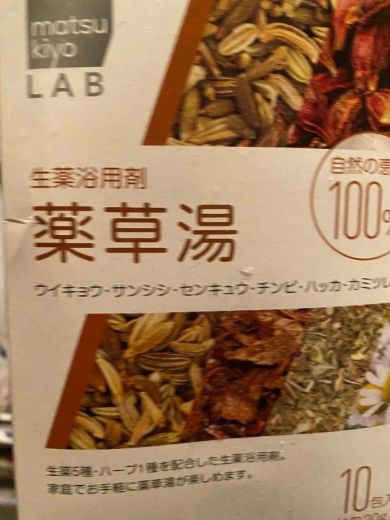 matsu
kiyo
LAB
生薬浴用剤
自然の恵
100%
薬草湯
ウイキョウ・サンシシ・センキュウ・チンピ・ハッカ・カミツレ
生薬5種・ハーブ1種を配合した生薬浴用剤。
家庭でお手軽に薬草湯が楽しめます。
10包入